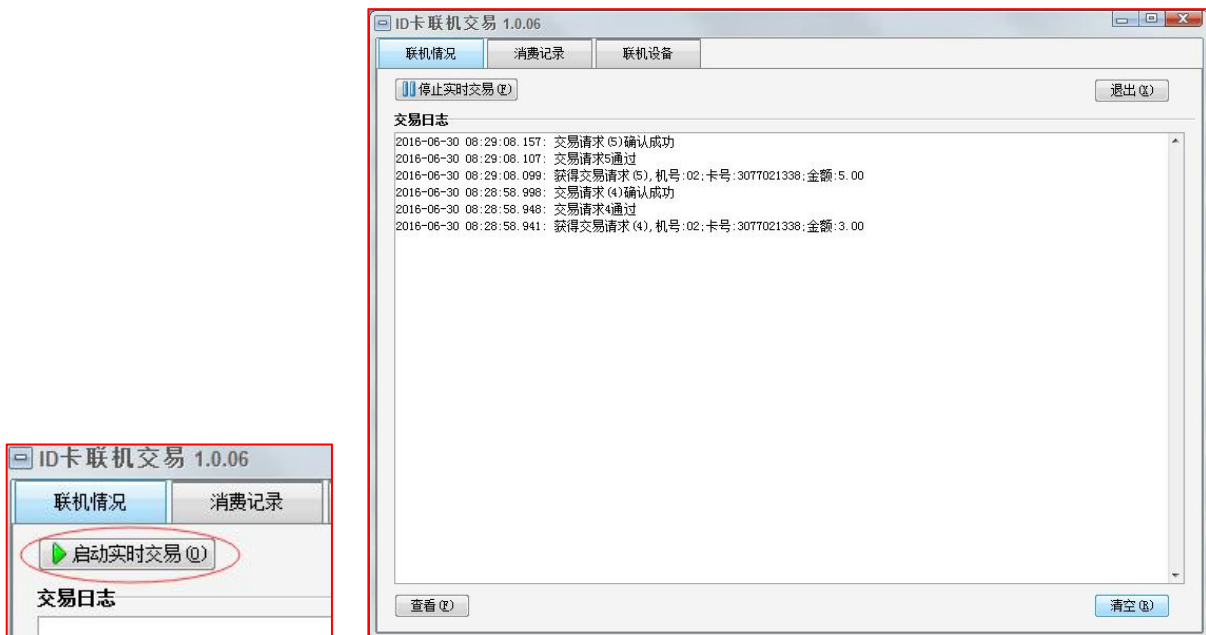 ID卡联机交易 1.0.06
联机情况 消费记录
启动实时交易(Q)
交易日志
ID卡联机交易 1.0.06
联机情况 消费记录 联机设备
停止实时交易(F) 退出(X)
交易日志
2016-06-30 08:29:08.157: 交易请求(5)确认成功
2016-06-30 08:29:08.107: 交易请求5通过
2016-06-30 08:29:08.099: 获得交易请求(5),机号:02;卡号:3077021338;金额:5.00
2016-06-30 08:28:58.998: 交易请求(4)确认成功
2016-06-30 08:28:58.948: 交易请求4通过
2016-06-30 08:28:58.941: 获得交易请求(4),机号:02;卡号:3077021338;金额:3.00
查看(F) 清空(R)